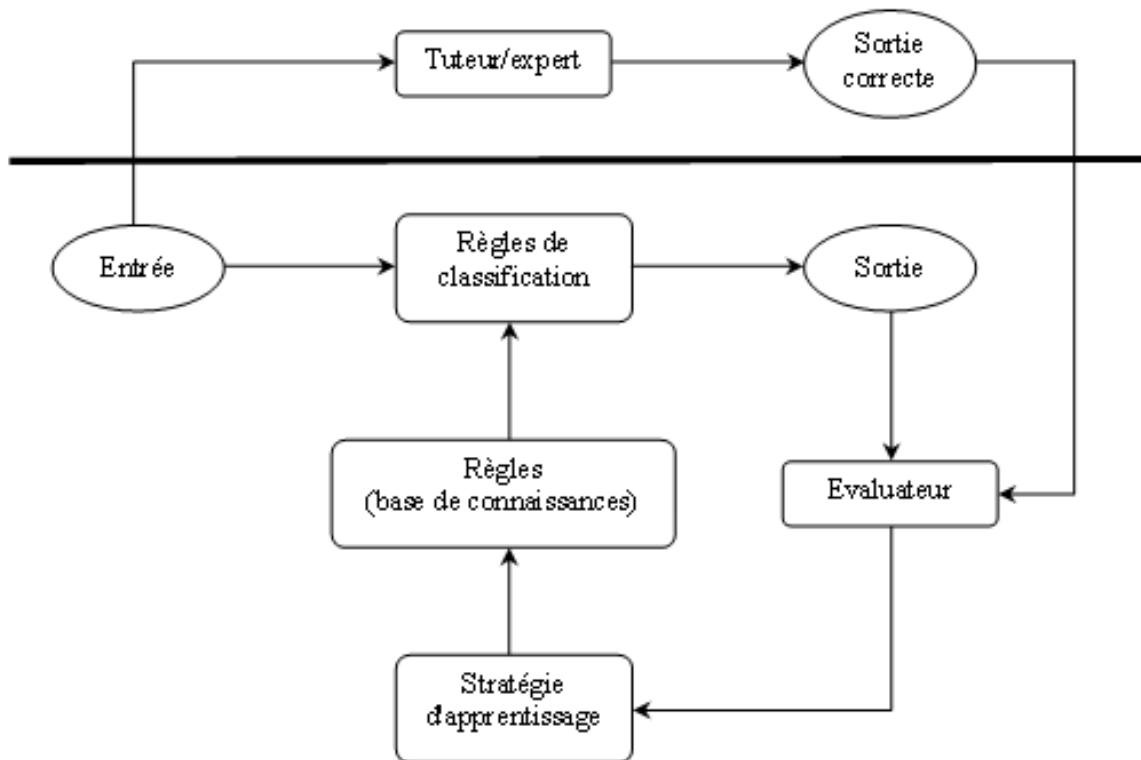 Tuteur/expert
Sortie
correcte
Entrée
Règles de
classification
Sortie
Règles
(base de connaissances)
Evaluateur
Stratégie
d'apprentissage